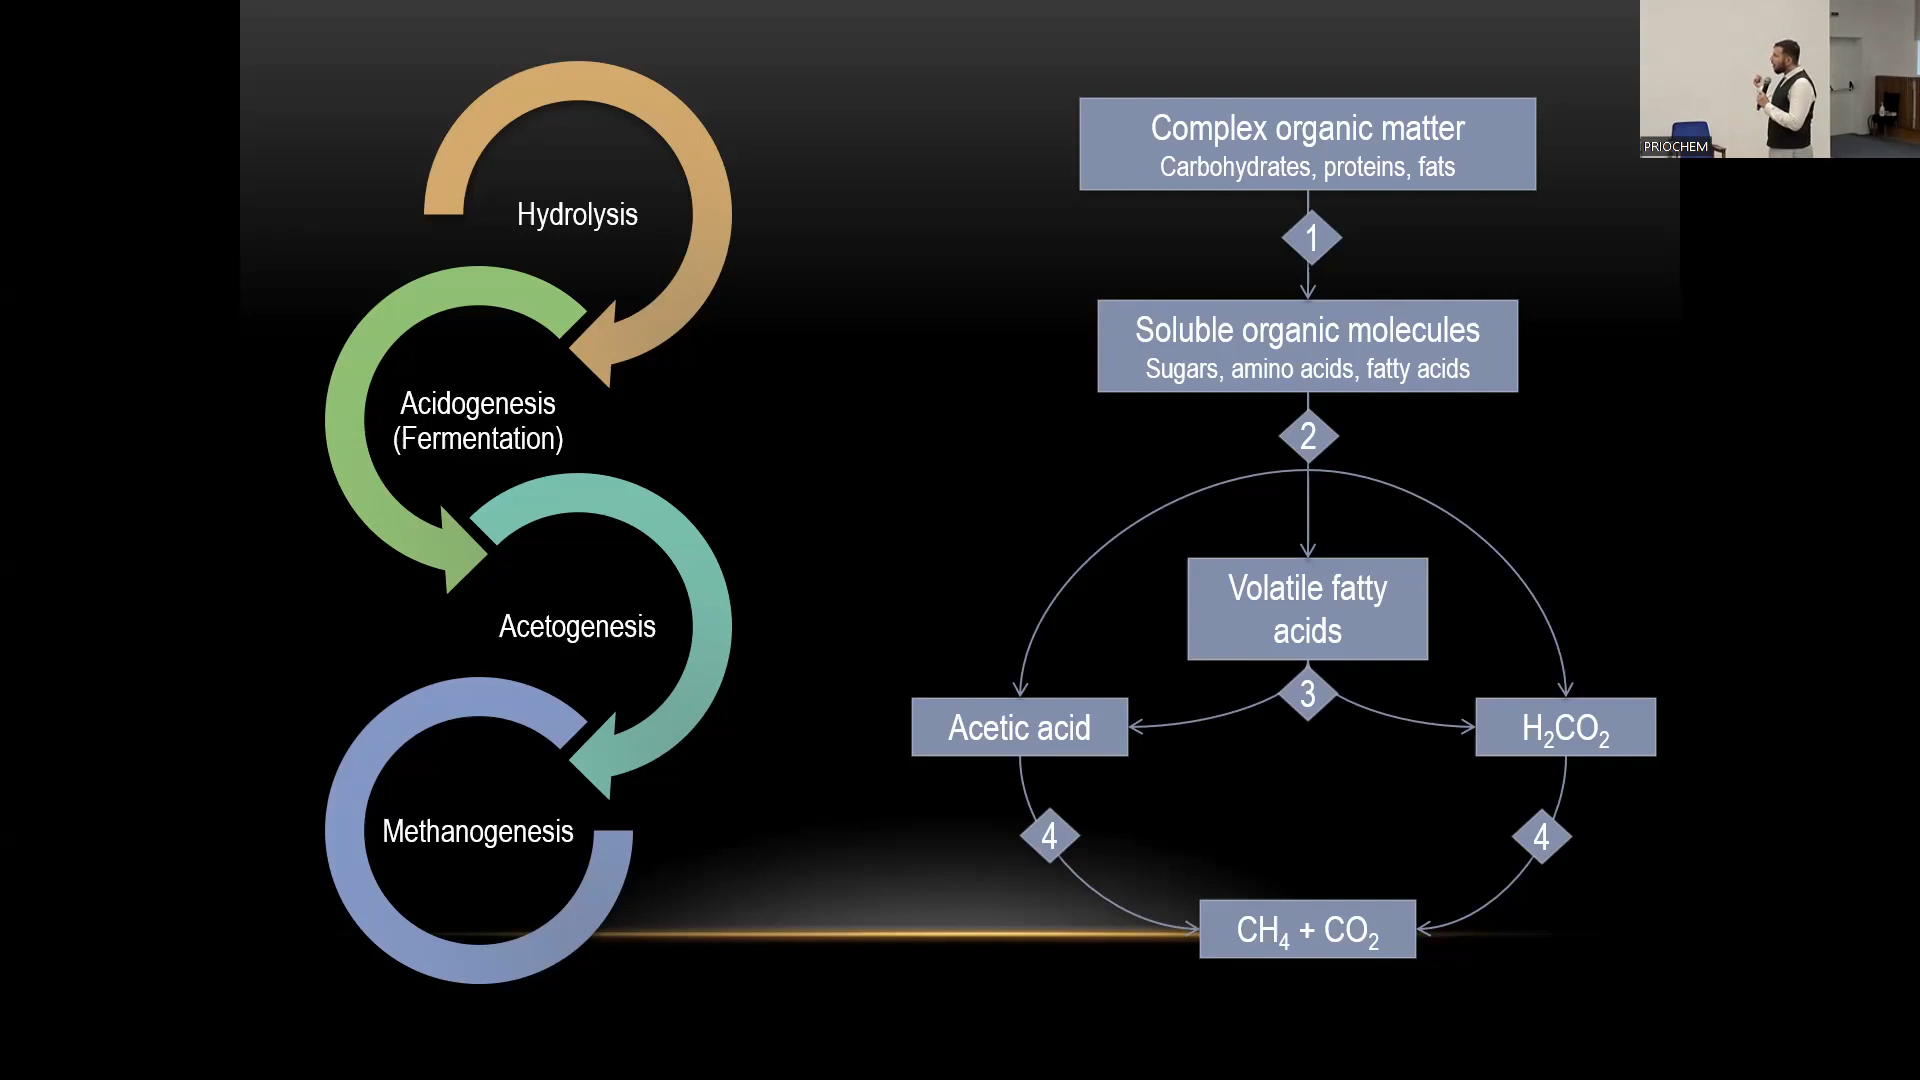 Hydrolysis
Acidogenesis
(Fermentation)
Acetogenesis
Methanogenesis
Complex organic matter
Carbohydrates, proteins, fats
1
Soluble organic molecules
Sugars, amino acids, fatty acids
2
Volatile fatty
acids
3
Acetic acid
H₂CO₂
4
4
CH₄ + CO₂
PRIOCHEM